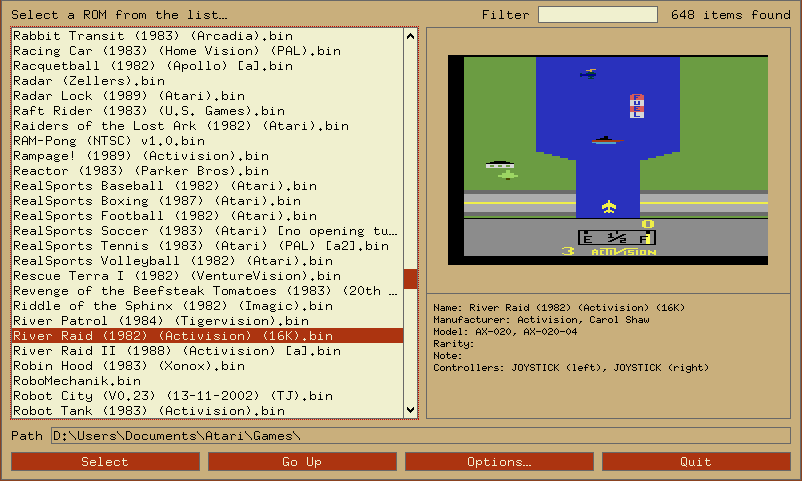 Select a ROM from the list…
Filter
648 items found
Rabbit Transit (1983) (Arcadia).bin
Racing Car (1983) (Home Vision) (PAL).bin
Racquetball (1982) (Apollo) [a].bin
Radar (Zellers).bin
Radar Lock (1989) (Atari).bin
Raft Rider (1983) (U.S. Games).bin
Raiders of the Lost Ark (1982) (Atari).bin
RAM-Pong (NTSC) v1.0.bin
Rampage! (1989) (Activision).bin
Reactor (1983) (Parker Bros).bin
RealSports Baseball (1982) (Atari).bin
RealSports Boxing (1987) (Atari).bin
RealSports Football (1982) (Atari).bin
RealSports Soccer (1983) (Atari) [no opening tu…
RealSports Tennis (1983) (Atari) (PAL) [a2].bin
RealSports Volleyball (1982) (Atari).bin
Rescue Terra I (1982) (VentureVision).bin
Revenge of the Beefsteak Tomatoes (1983) (20th …
Riddle of the Sphinx (1982) (Imagic).bin
River Patrol (1984) (Tigervision).bin
River Raid (1982) (Activision) (16K).bin
River Raid II (1988) (Activision) [a].bin
Robin Hood (1983) (Xonox).bin
RoboMechanik.bin
Robot City (V0.23) (13-11-2002) (TJ).bin
Robot Tank (1983) (Activision).bin
FUEL
0
E 1/2 F
3 ACTIVISION
Name: River Raid (1982) (Activision) (16K)
Manufacturer: Activision, Carol Shaw
Model: AX-020, AX-020-04
Rarity:
Note:
Controllers: JOYSTICK (left), JOYSTICK (right)
Path D:\Users\Documents\Atari\Games\
Select
Go Up
Options…
Quit